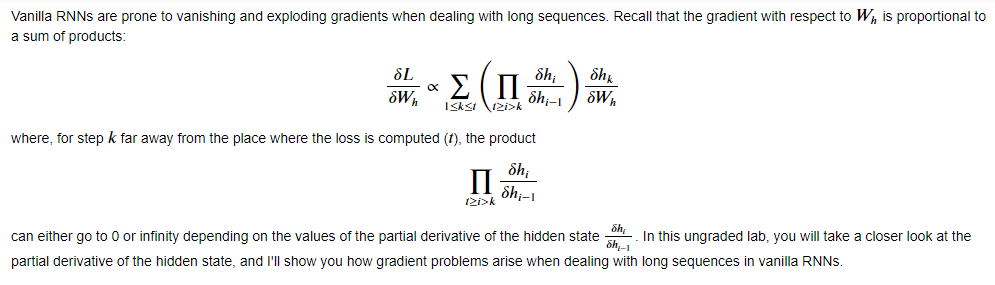 Vanilla RNNs are prone to vanishing and exploding gradients when dealing with long sequences. Recall that the gradient with respect to $W_h$ is proportional to
a sum of products:
$$\frac{\delta L}{\delta W_h} \propto \sum_{1 \le k \le t} \left( \prod_{t \ge i > k} \frac{\delta h_i}{\delta h_{i-1}} \right) \frac{\delta h_k}{\delta W_h}$$
where, for step $k$ far away from the place where the loss is computed ($t$), the product
$$\prod_{t \ge i > k} \frac{\delta h_i}{\delta h_{i-1}}$$
can either go to 0 or infinity depending on the values of the partial derivative of the hidden state $\frac{\delta h_i}{\delta h_{i-1}}$. In this ungraded lab, you will take a closer look at the
partial derivative of the hidden state, and I'll show you how gradient problems arise when dealing with long sequences in vanilla RNNs.